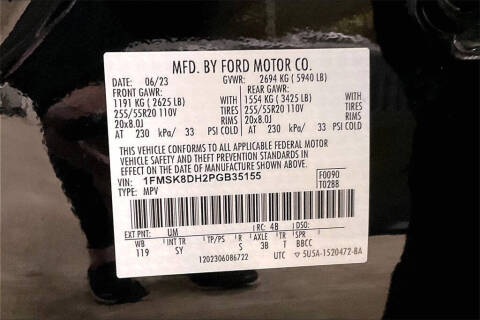 MFD. BY FORD MOTOR CO.
DATE: 06/23 GVWR: 2694 KG ( 5940 LB)
FRONT GAWR: REAR GAWR:
1191 KG ( 2625 LB) WITH 1554 KG ( 3425 LB) WITH
255/55R20 110V TIRES 255/55R20 110V TIRES
20x8.0J RIMS 20x8.0J RIMS
AT 230 kPa/ 33 PSI COLD AT 230 kPa/ 33 PSI COLD
THIS VEHICLE CONFORMS TO ALL APPLICABLE FEDERAL MOTOR
VEHICLE SAFETY AND THEFT PREVENTION STANDARDS IN
EFFECT ON THE DATE OF MANUFACTURE SHOWN ABOVE.
VIN: 1FMSK8DH2PGB35155 F0090
TYPE: MPV T02BB
EXT PNT: UM RC: 48 DSO:
WB INT TR TP/PS R AXLE TR SPR
119 SY S 3B T BBCC
1202306086722 UTC 5U5A-1520472-BA